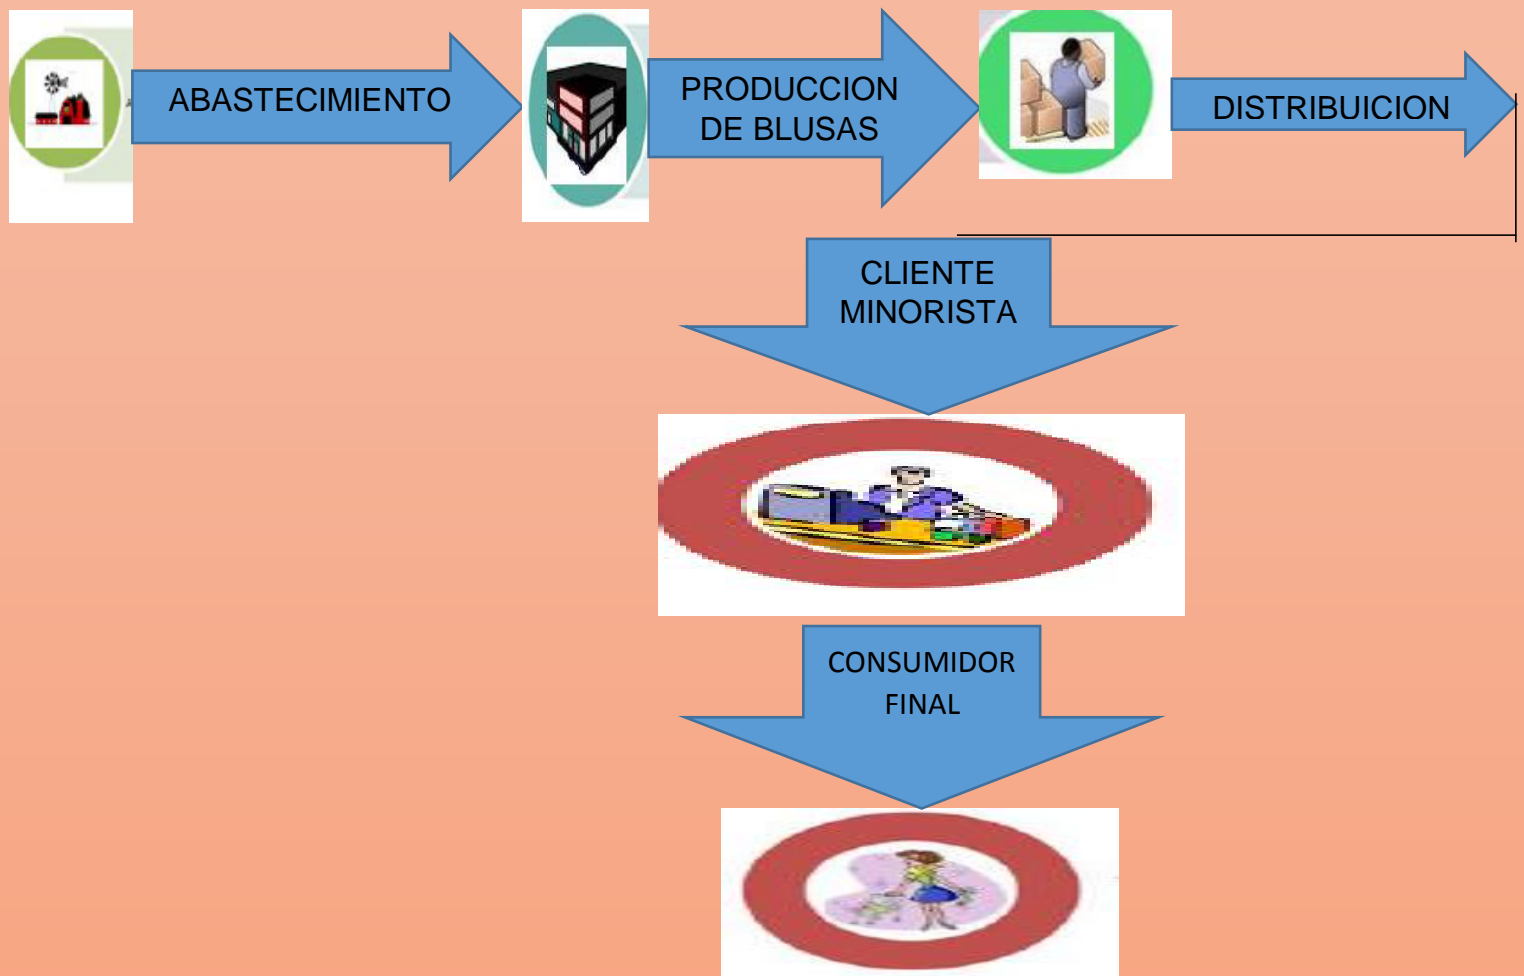 ABASTECIMIENTO
PRODUCCION
DE BLUSAS
DISTRIBUICION
CLIENTE
MINORISTA
CONSUMIDOR
FINAL